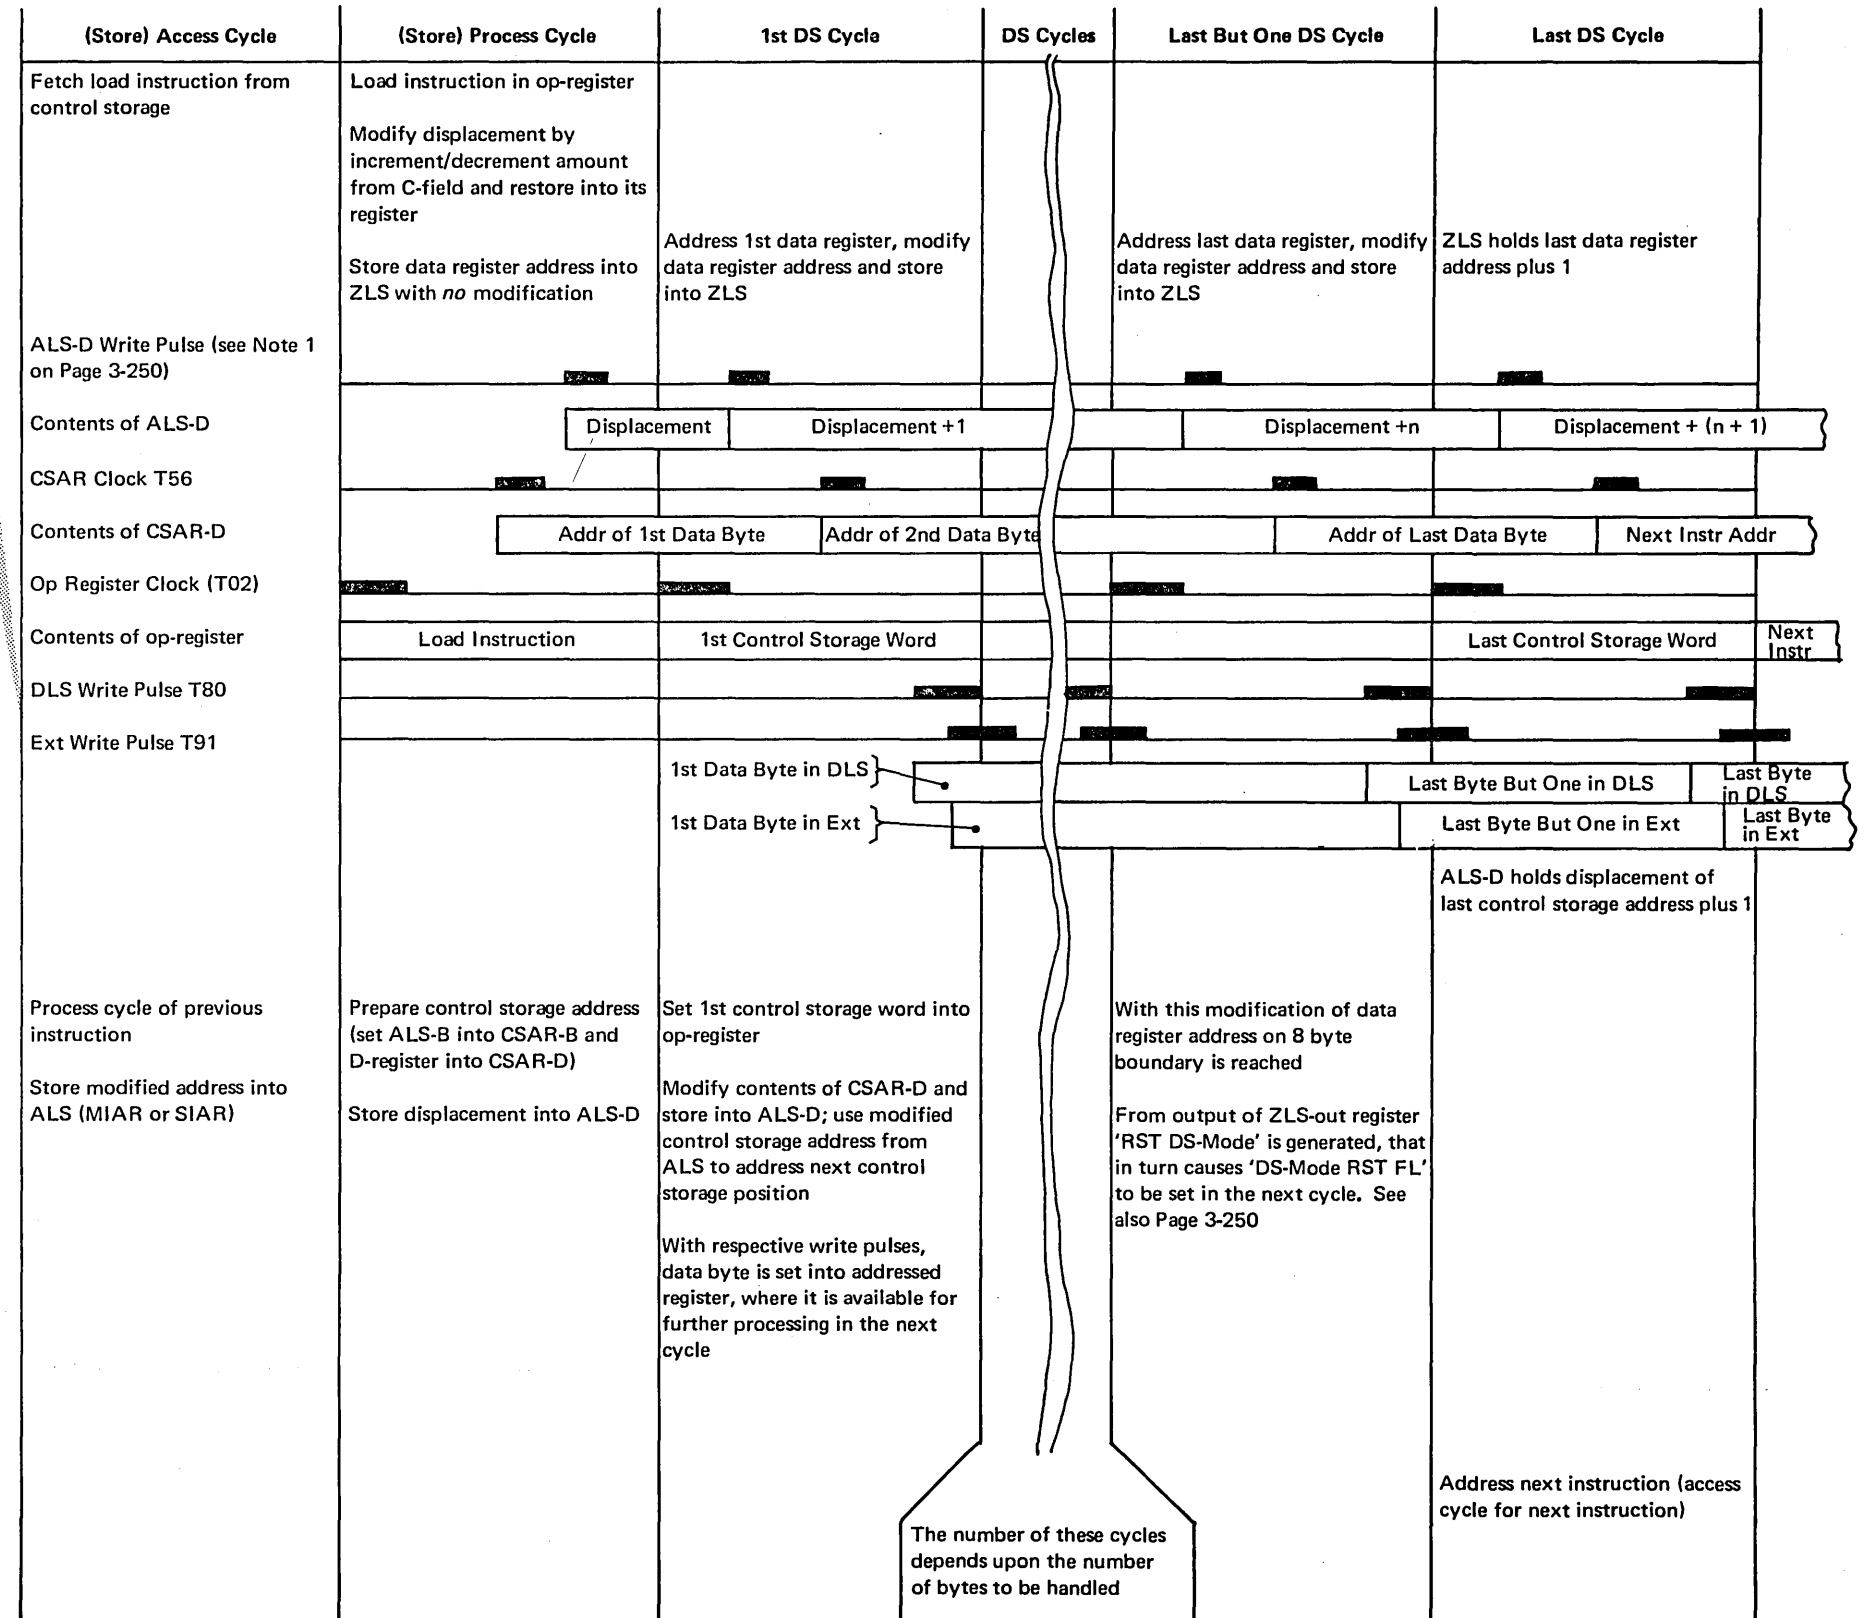 (Store) Access Cycle
(Store) Process Cycle
1st DS Cycle
DS Cycles
Last But One DS Cycle
Last DS Cycle
Fetch load instruction from
control storage
Load instruction in op-register
Modify displacement by
increment/decrement amount
from C-field and restore into its
register
Store data register address into
ZLS with no modification
Address 1st data register, modify
data register address and store
into ZLS
Address last data register, modify
data register address and store
into ZLS
ZLS holds last data register
address plus 1
ALS-D Write Pulse (see Note 1
on Page 3-250)
Contents of ALS-D
Displacement
Displacement +1
Displacement +n
Displacement + (n + 1)
CSAR Clock T56
Contents of CSAR-D
Addr of 1st Data Byte
Addr of 2nd Data Byte
Addr of Last Data Byte
Next Instr Addr
Op Register Clock (T02)
Contents of op-register
Load Instruction
1st Control Storage Word
Last Control Storage Word
Next
Instr
DLS Write Pulse T80
Ext Write Pulse T91
1st Data Byte in DLS
Last Byte But One in DLS
Last Byte
in DLS
1st Data Byte in Ext
Last Byte But One in Ext
Last Byte
in Ext
ALS-D holds displacement of
last control storage address plus 1
Process cycle of previous
instruction
Store modified address into
ALS (MIAR or SIAR)
Prepare control storage address
(set ALS-B into CSAR-B and
D-register into CSAR-D)
Store displacement into ALS-D
Set 1st control storage word into
op-register
Modify contents of CSAR-D and
store into ALS-D; use modified
control storage address from
ALS to address next control
storage position
With respective write pulses,
data byte is set into addressed
register, where it is available for
further processing in the next
cycle
With this modification of data
register address on 8 byte
boundary is reached
From output of ZLS-out register
'RST DS-Mode' is generated, that
in turn causes 'DS-Mode RST FL'
to be set in the next cycle. See
also Page 3-250
Address next instruction (access
cycle for next instruction)
The number of these cycles
depends upon the number
of bytes to be handled